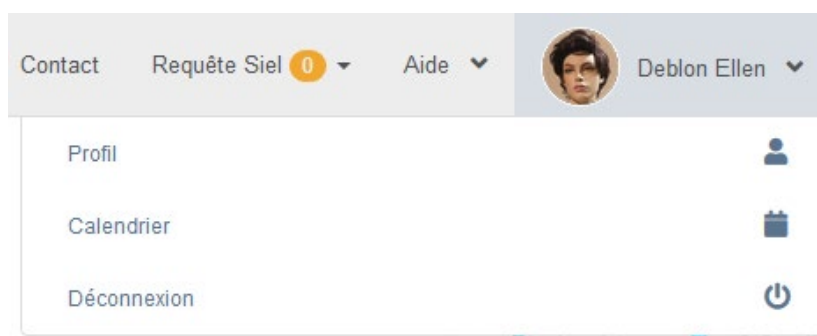 Contact Requête Siel 0 Aide Deblon Ellen
Profil
Calendrier
Déconnexion